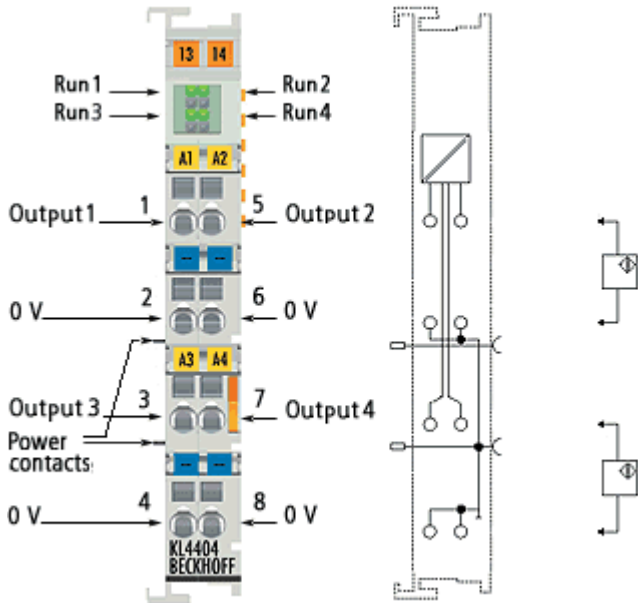 13 14
Run 1 Run 2
Run 3 Run 4
A1 A2
Output 1 1 5 Output 2
-- --
0 V 2 6 0 V
A3 A4
Output 3 3 7 Output 4
Power
contacts
-- --
0 V 4 8 0 V
KL4404
BECKHOFF